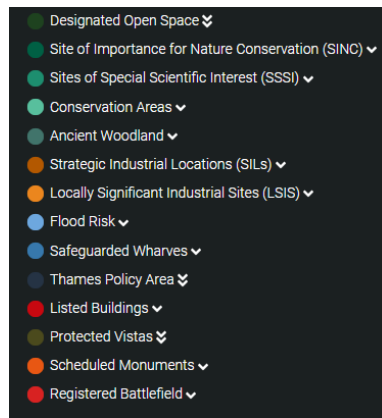 Designated Open Space
Site of Importance for Nature Conservation (SINC)
Sites of Special Scientific Interest (SSSI)
Conservation Areas
Ancient Woodland
Strategic Industrial Locations (SILs)
Locally Significant Industrial Sites (LSIS)
Flood Risk
Safeguarded Wharves
Thames Policy Area
Listed Buildings
Protected Vistas
Scheduled Monuments
Registered Battlefield